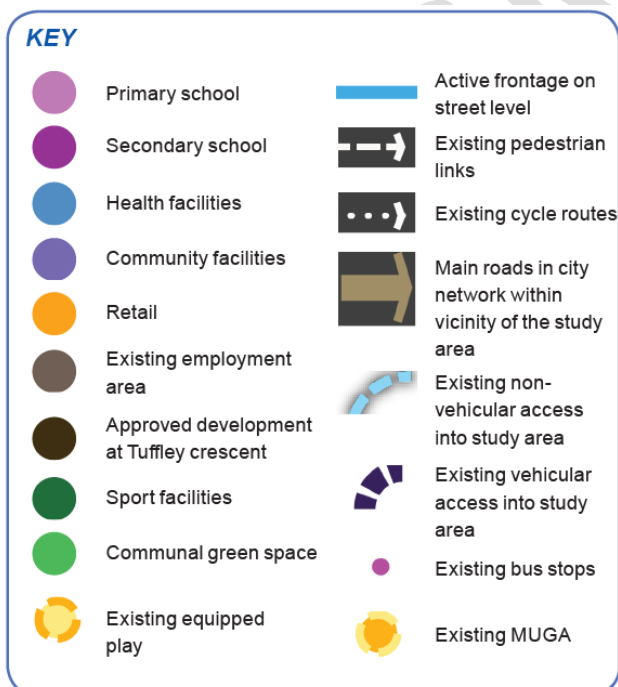 KEY
Primary school
Secondary school
Health facilities
Community facilities
Retail
Existing employment
area
Approved development
at Tuffley crescent
Sport facilities
Communal green space
Existing equipped
play
Active frontage on
street level
Existing pedestrian
links
Existing cycle routes
Main roads in city
network within
vicinity of the study
area
Existing non-
vehicular access
into study area
Existing vehicular
access into study
area
Existing bus stops
Existing MUGA